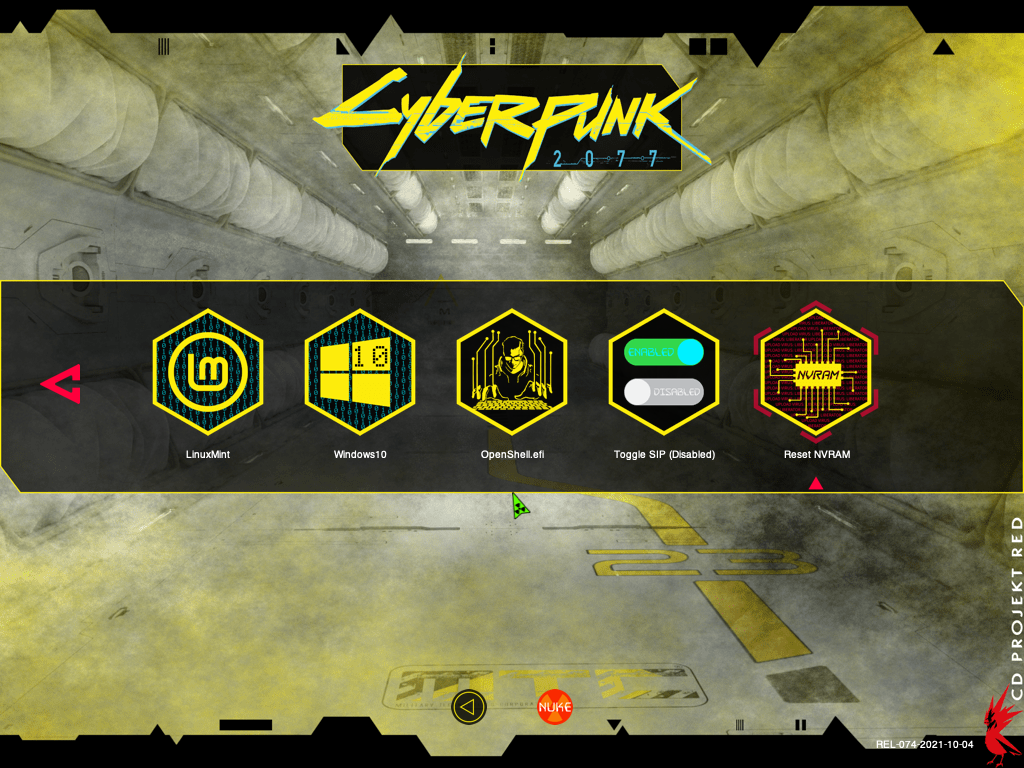 CYBERPUNK
2077
10
ENABLED
DISABLED
NVRAM
LinuxMint
Windows10
OpenShell.efi
Toggle SIP (Disabled)
Reset NVRAM
23
NUKE
CD PROJEKT RED
REL-074-2021-10-04